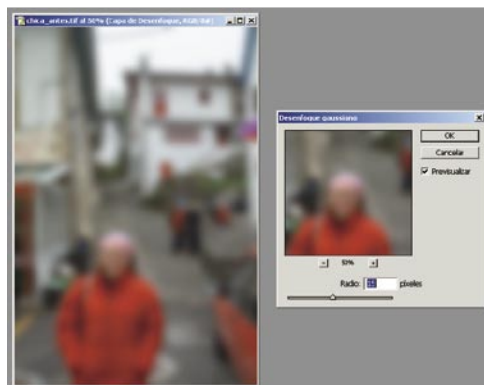 chica_antes.tif al 50% (Capa de Desenfoque, RGB/8#)
Desenfoque gaussiano
OK
Cancelar
Previsualizar
50%
Radio:
píxeles